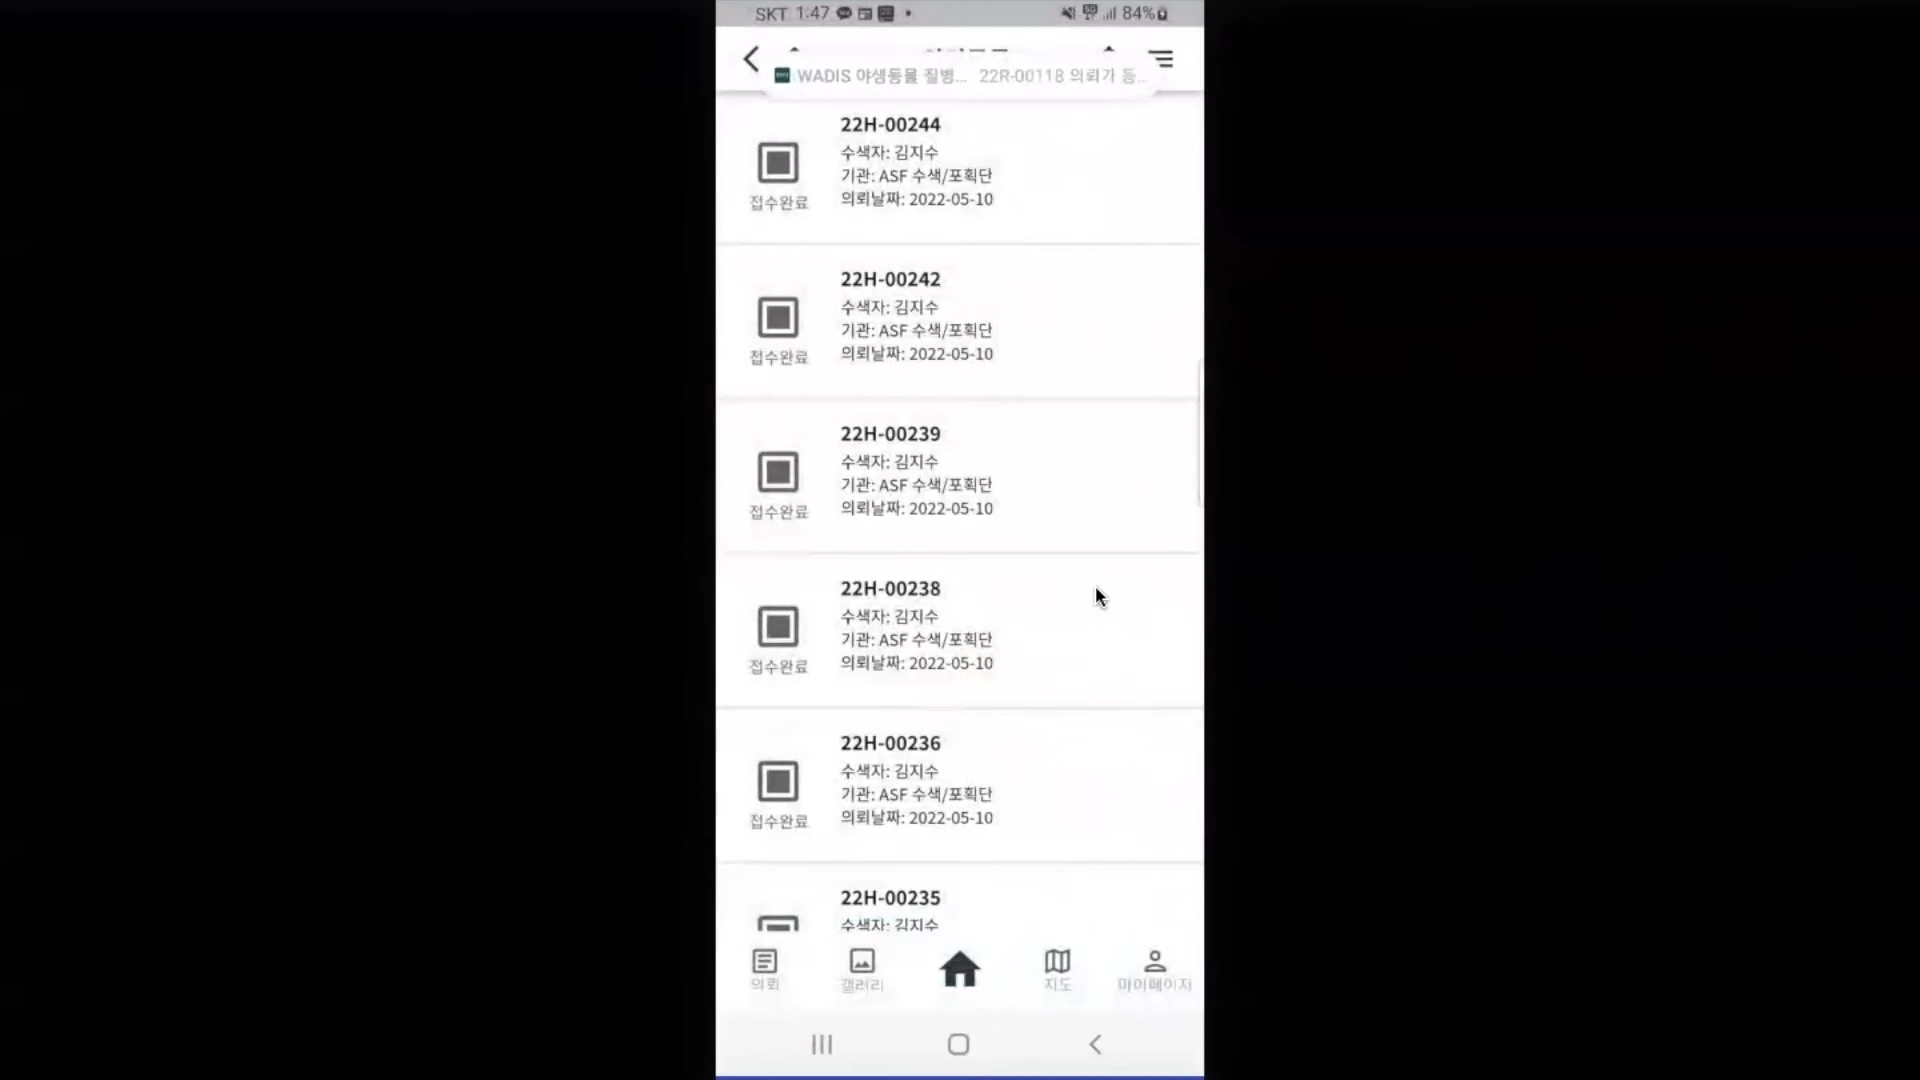 SKT 1:47 84%
WADIS 야생동물 질병... 22R-00118 의뢰가 등...
22H-00244
수색자: 김지수
기관: ASF 수색/포획단
의뢰날짜: 2022-05-10
접수완료
22H-00242
수색자: 김지수
기관: ASF 수색/포획단
의뢰날짜: 2022-05-10
접수완료
22H-00239
수색자: 김지수
기관: ASF 수색/포획단
의뢰날짜: 2022-05-10
접수완료
22H-00238
수색자: 김지수
기관: ASF 수색/포획단
의뢰날짜: 2022-05-10
접수완료
22H-00236
수색자: 김지수
기관: ASF 수색/포획단
의뢰날짜: 2022-05-10
접수완료
22H-00235
수색자: 김지수
의뢰 갤러리 지도 마이페이지